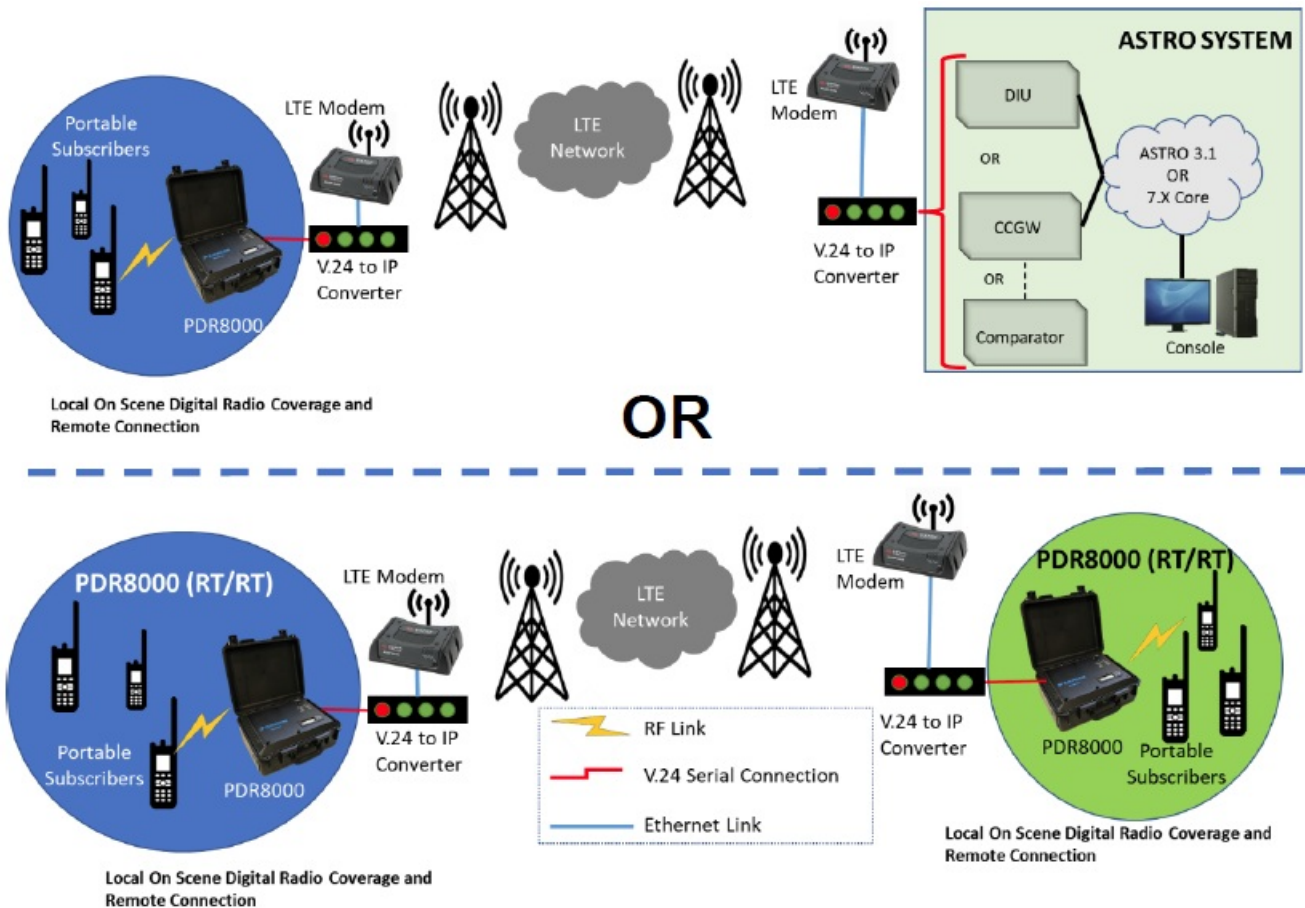 ASTRO SYSTEM
LTE Modem
LTE
Modem
Portable
Subscribers
LTE
Network
DIU
OR
ASTRO 3.1
OR
7.X Core
CCGW
V.24 to IP
Converter
V.24 to IP
Converter
PDR8000
OR
Comparator
Console
Local On Scene Digital Radio Coverage and
Remote Connection
OR
PDR8000 (RT/RT)
LTE Modem
LTE
Network
LTE
Modem
PDR8000 (RT/RT)
Portable
Subscribers
PDR8000
V.24 to IP
Converter
RF Link
V.24 Serial Connection
Ethernet Link
V.24 to IP
Converter
PDR8000
Portable
Subscribers
Local On Scene Digital Radio Coverage and
Remote Connection
Local On Scene Digital Radio Coverage and
Remote Connection